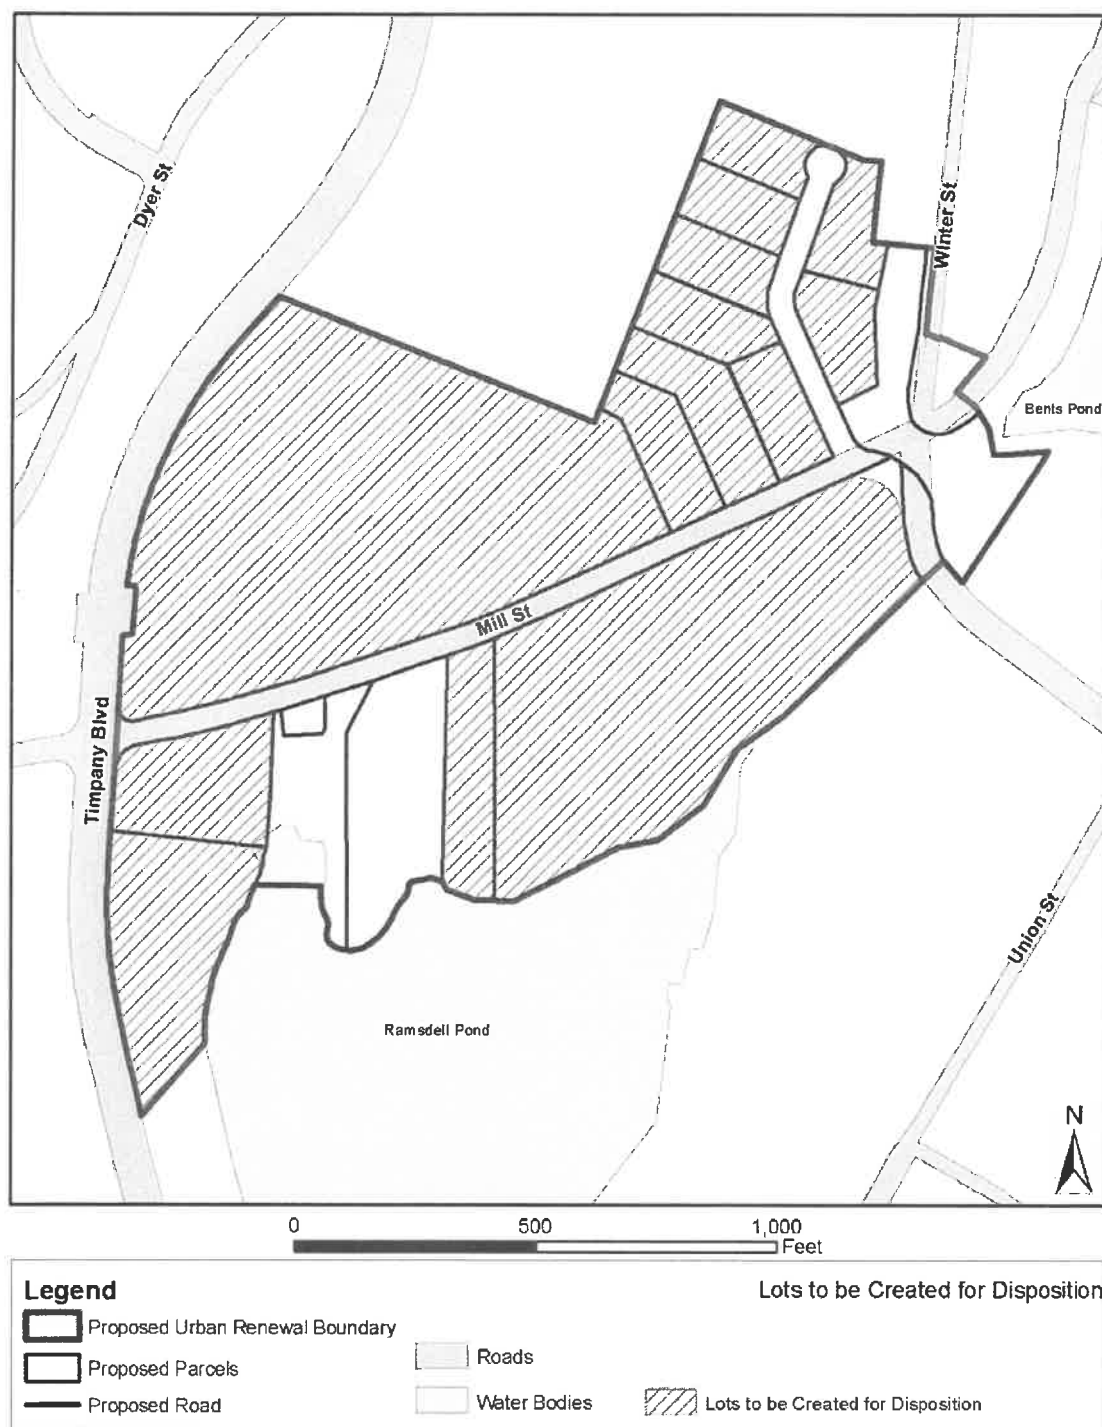 Dyer St
Winter St
Bents Pond
Mill St
Timpany Blvd
Union St
Ramsdell Pond
N
0 500 1,000
Feet
Legend
Lots to be Created for Disposition
Proposed Urban Renewal Boundary
Proposed Parcels
Roads
Proposed Road
Water Bodies
Lots to be Created for Disposition